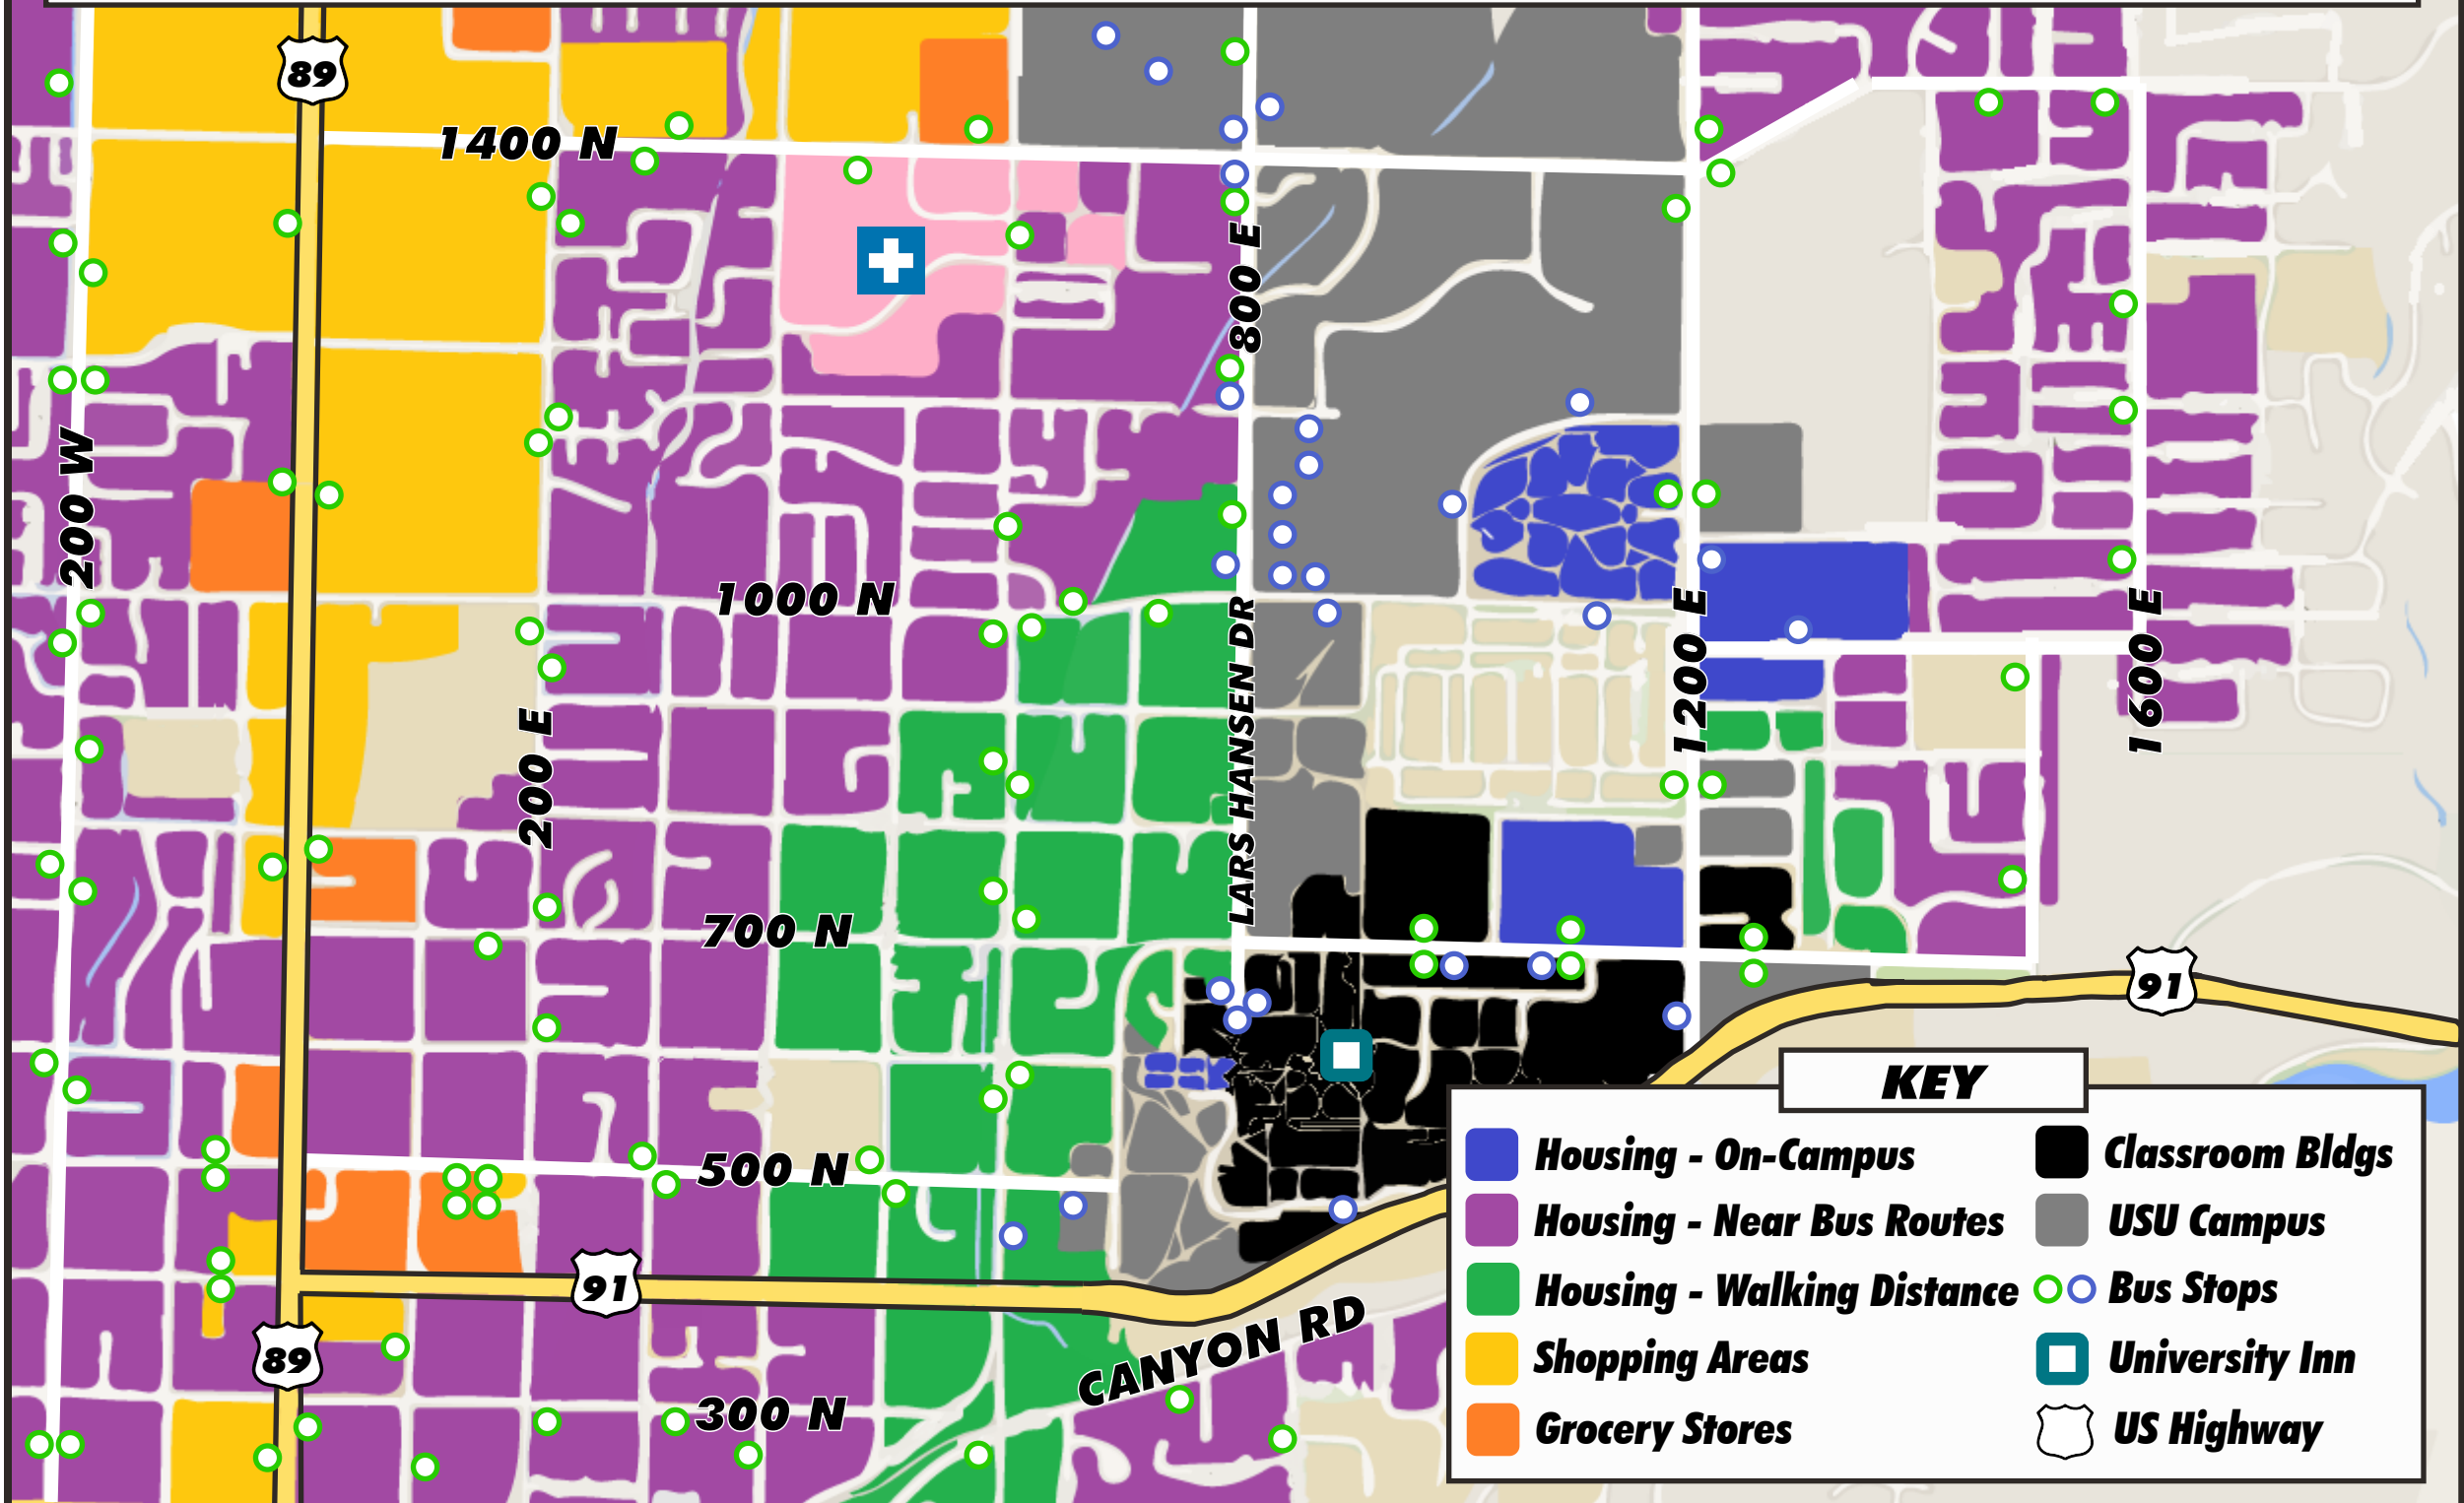 89
1400 N
800 E
200 W
1000 N
LARS HANSEN DR
1200 E
1600 E
200 E
700 N
91
500 N
91
89
CANYON RD
300 N
KEY
Housing - On-Campus
Housing - Near Bus Routes
Housing - Walking Distance
Shopping Areas
Grocery Stores
Classroom Bldgs
USU Campus
Bus Stops
University Inn
US Highway